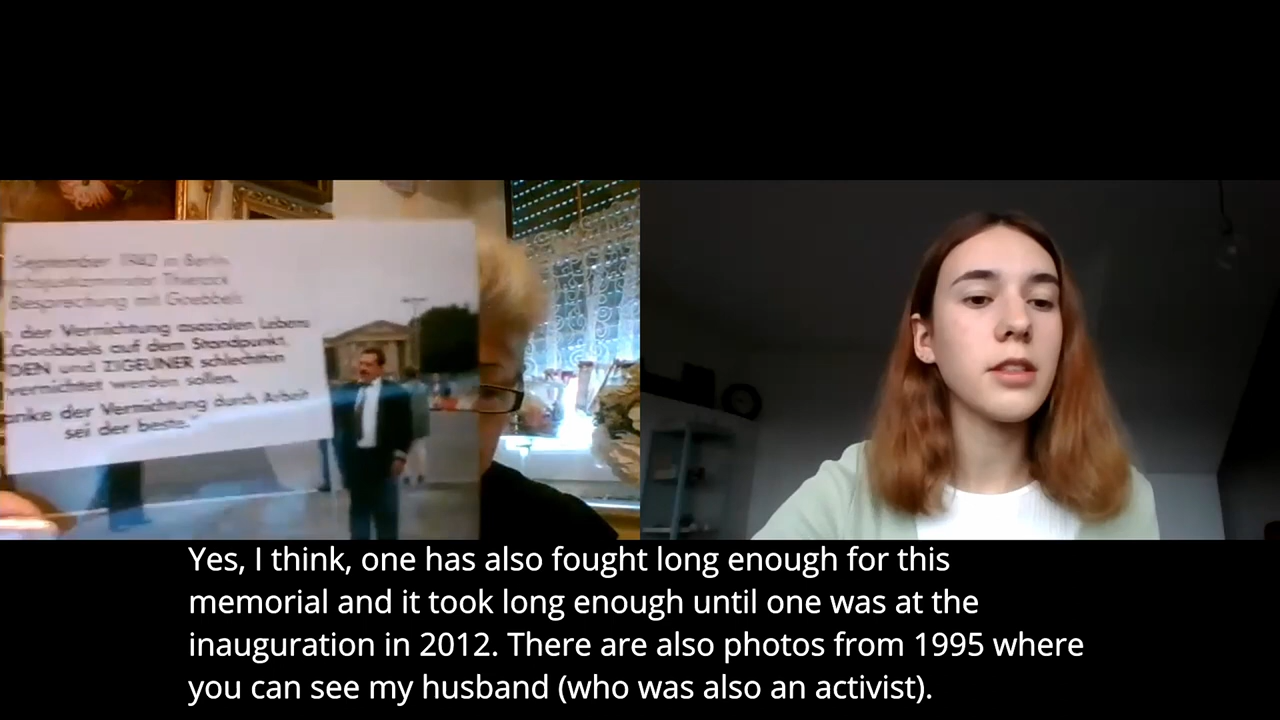 September 1942 in Berlin
Thierack
Besprechung mit Goebbels
der Vernichtung asozialen Lebens
Goebbels auf dem Standpunkt,
DEN und ZIGEUNER schlechthin
vernichtet werden sollen.
anke der Vernichtung durch Arbeit
sei der beste."
Yes, I think, one has also fought long enough for this
memorial and it took long enough until one was at the
inauguration in 2012. There are also photos from 1995 where
you can see my husband (who was also an activist).